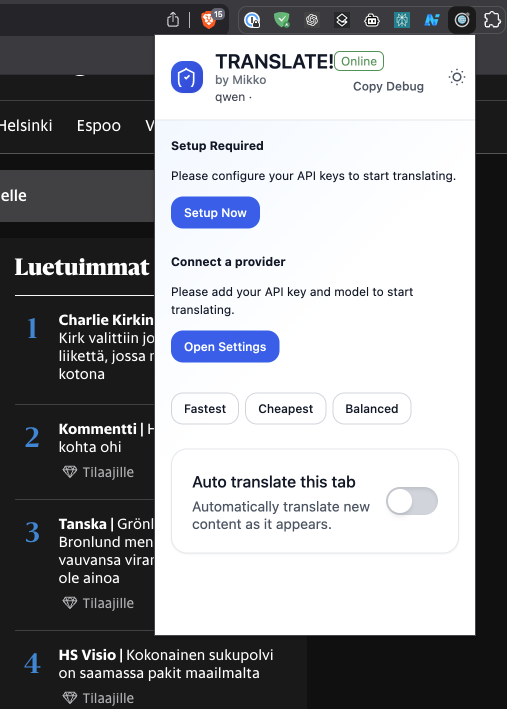 15
TRANSLATE!
Online
by Mikko
Copy Debug
qwen ·
Helsinki
Espoo
V
Setup Required
Please configure your API keys to start translating.
Setup Now
elle
Connect a provider
Please add your API key and model to start
translating.
Open Settings
Fastest
Cheapest
Balanced
Auto translate this tab
Automatically translate new
content as it appears.
Luetuimmat
1
Charlie Kirkin
Kirk valittiin jo
liikettä, jossa
kotona
2
Kommentti | H
kohta ohi
Tilaajille
3
Tanska | Grönl
Bronlund men
vauvansa viran
ole ainoa
Tilaajille
4
HS Visio | Kokonainen sukupolvi
on saamassa pakit maailmalta
Tilaajille